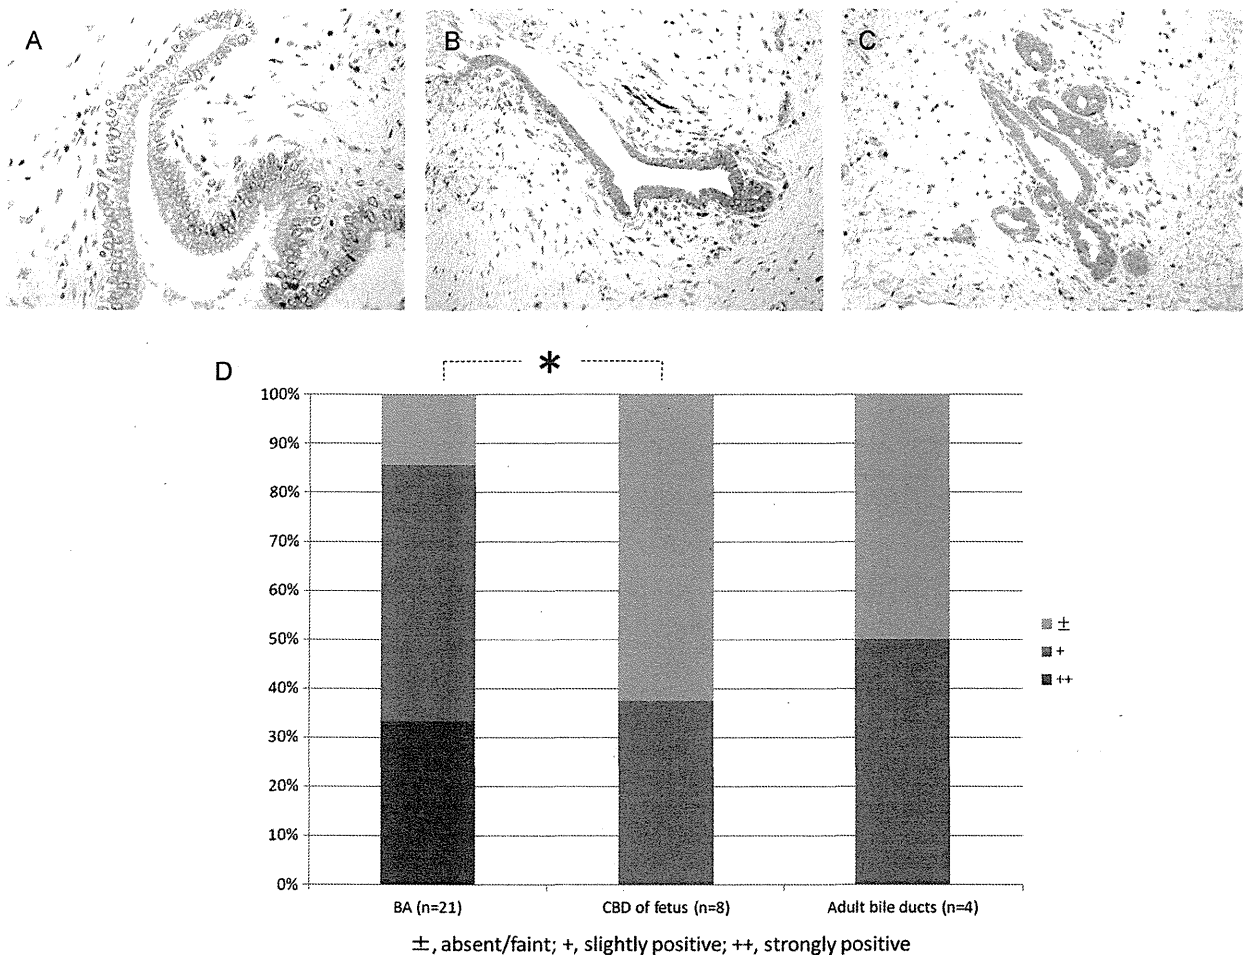 A
B
C
D
*
100%
90%
80%
70%
60%
50%
40%
30%
20%
10%
0%
BA (n=21)
CBD of fetus (n=8)
Adult bile ducts (n=4)
±
+
++
±, absent/faint; +, slightly positive; ++, strongly positive